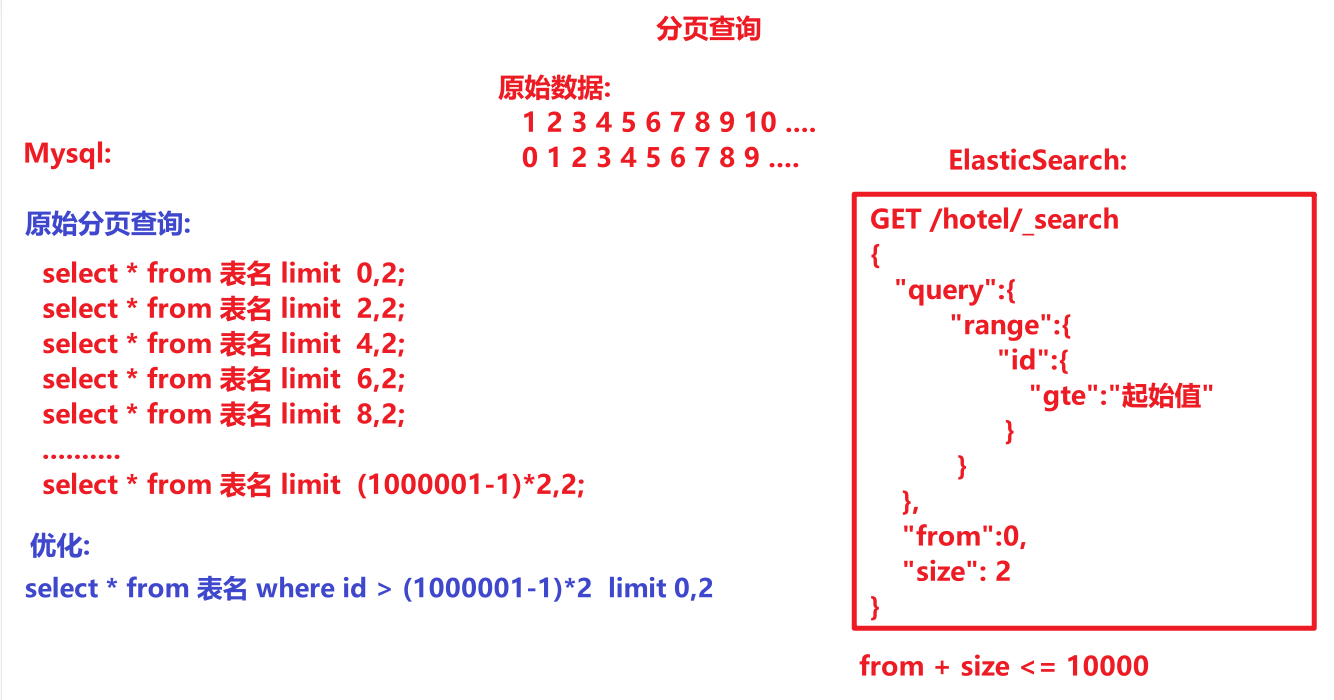 分页查询
原始数据:
1 2 3 4 5 6 7 8 9 10 ....
0 1 2 3 4 5 6 7 8 9 ....
Mysql:
原始分页查询:
select * from 表名 limit  0,2;
select * from 表名 limit  2,2;
select * from 表名 limit  4,2;
select * from 表名 limit  6,2;
select * from 表名 limit  8,2;
..........
select * from 表名 limit  (1000001-1)*2,2;
优化:
select * from 表名 where id > (1000001-1)*2  limit 0,2
ElasticSearch:
GET /hotel/_search
{
"query":{
"range":{
"id":{
"gte":"起始值"
}
}
},
"from":0,
"size": 2
}
from + size <= 10000